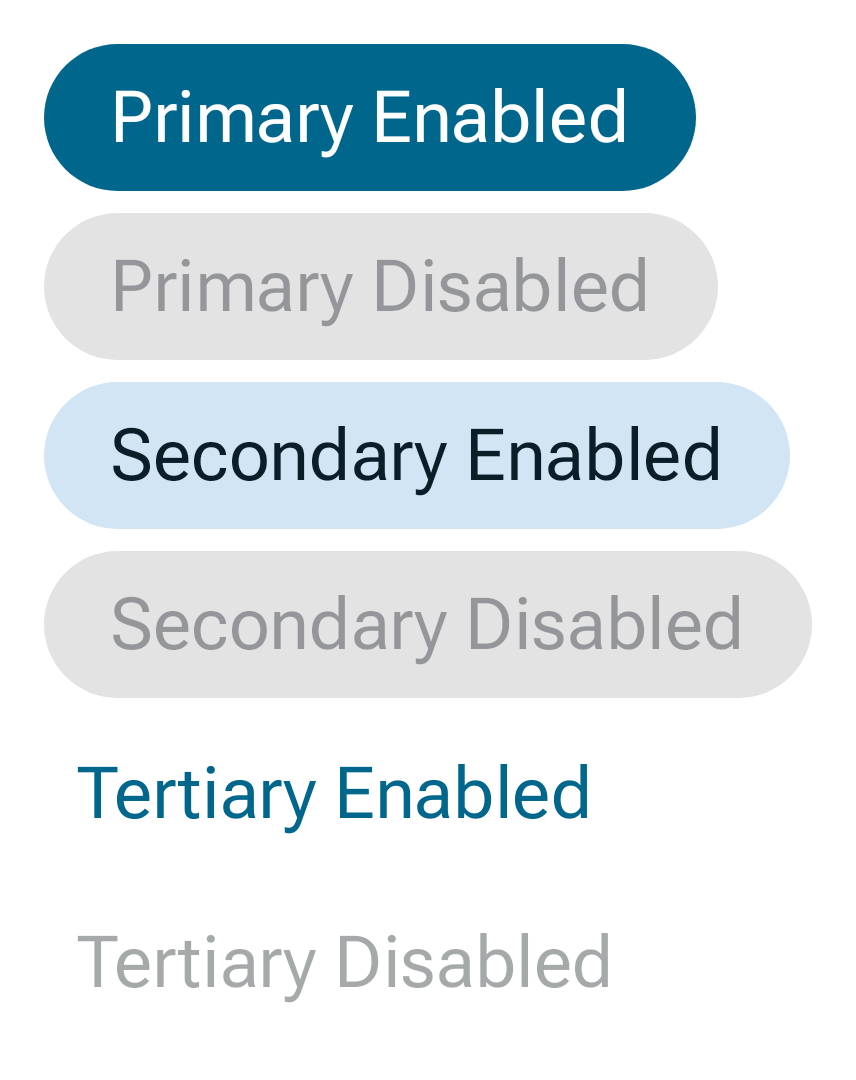 Primary Enabled
Primary Disabled
Secondary Enabled
Secondary Disabled
Tertiary Enabled
Tertiary Disabled